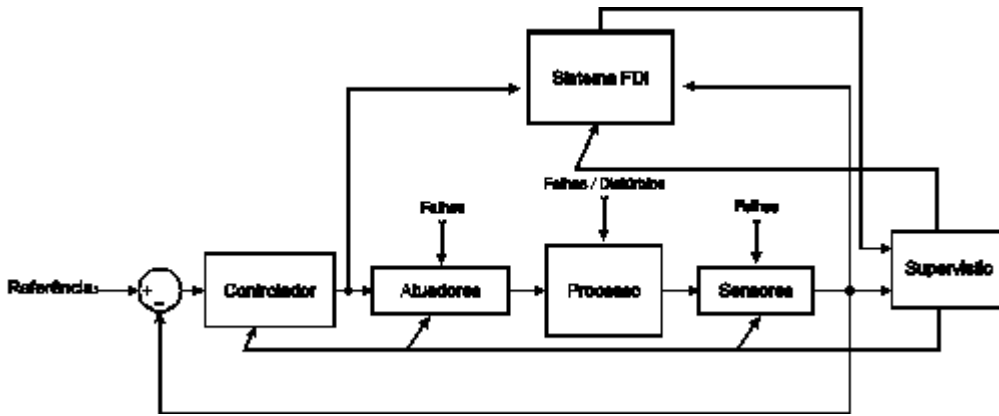 Sistema FDI
Falhas / Distúrbios
Falhas
Falhas
Supervisão
Referência
+
Controlador
Atuadores
Processo
Sensores
−